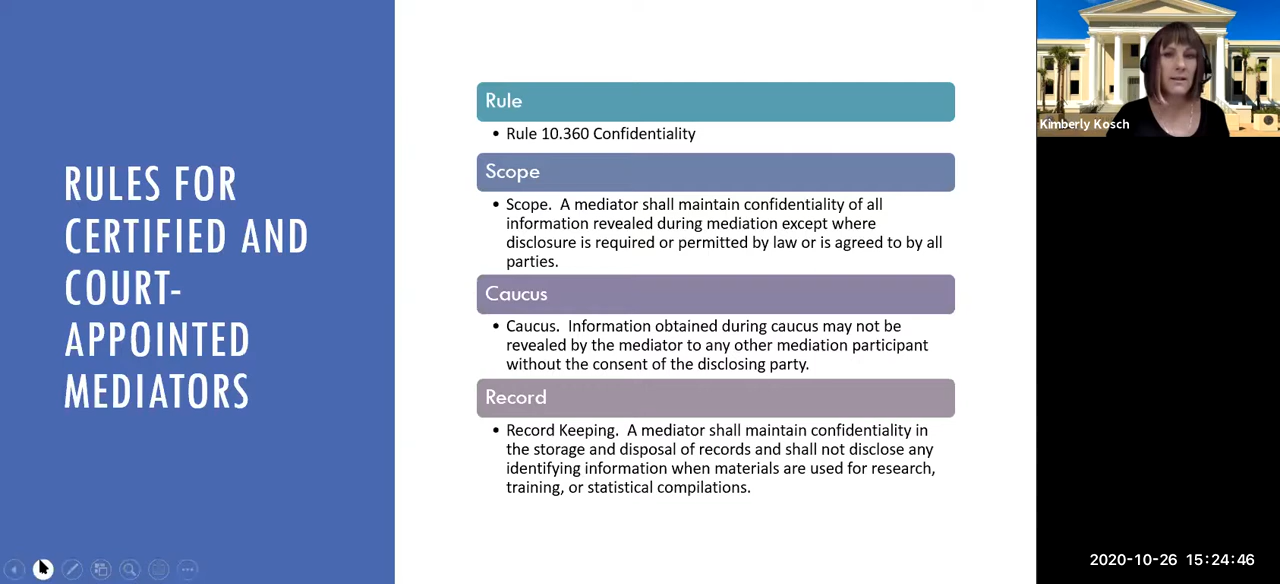 RULES FOR
CERTIFIED AND
COURT-
APPOINTED
MEDIATORS
Rule
• Rule 10.360 Confidentiality
Scope
• Scope.  A mediator shall maintain confidentiality of all
information revealed during mediation except where
disclosure is required or permitted by law or is agreed to by all
parties.
Caucus
• Caucus.  Information obtained during caucus may not be
revealed by the mediator to any other mediation participant
without the consent of the disclosing party.
Record
• Record Keeping.  A mediator shall maintain confidentiality in
the storage and disposal of records and shall not disclose any
identifying information when materials are used for research,
training, or statistical compilations.
Kimberly Kosch
2020-10-26 15:24:46